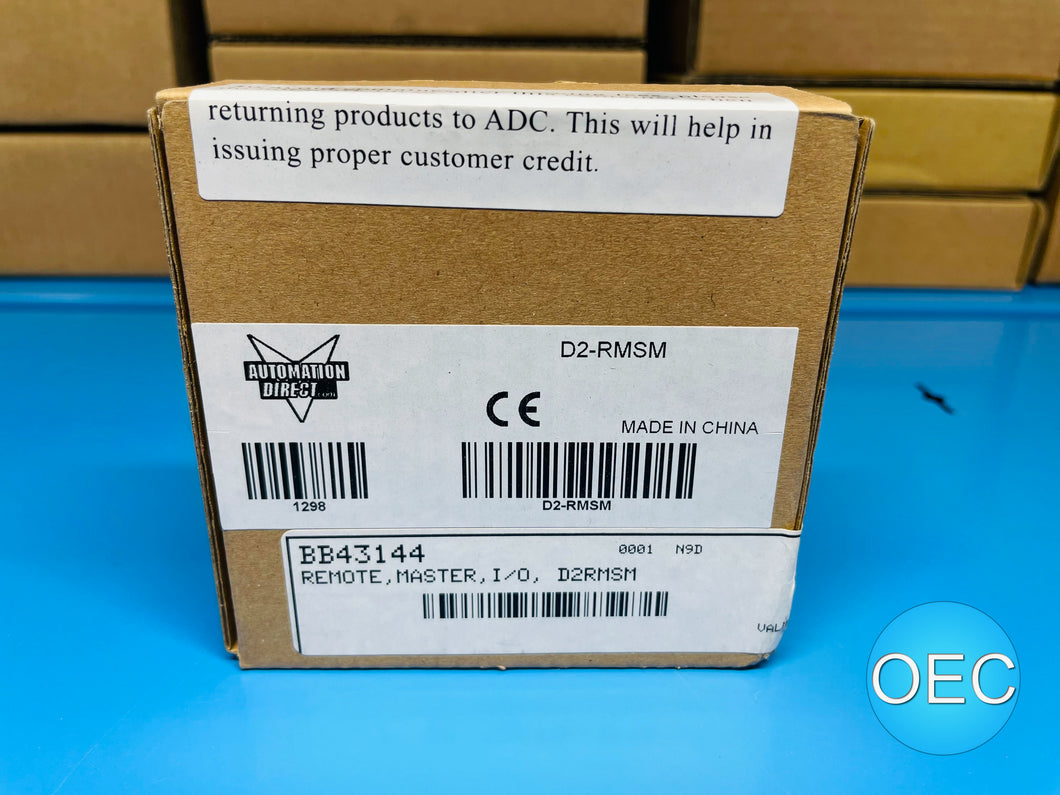 returning products to ADC. This will help in
issuing proper customer credit.
AUTOMATION
DIRECT
D2-RMSM
CE
MADE IN CHINA
1298
D2-RMSM
BB43144
0001 N9D
REMOTE,MASTER,I/O, D2RMSM
OEC